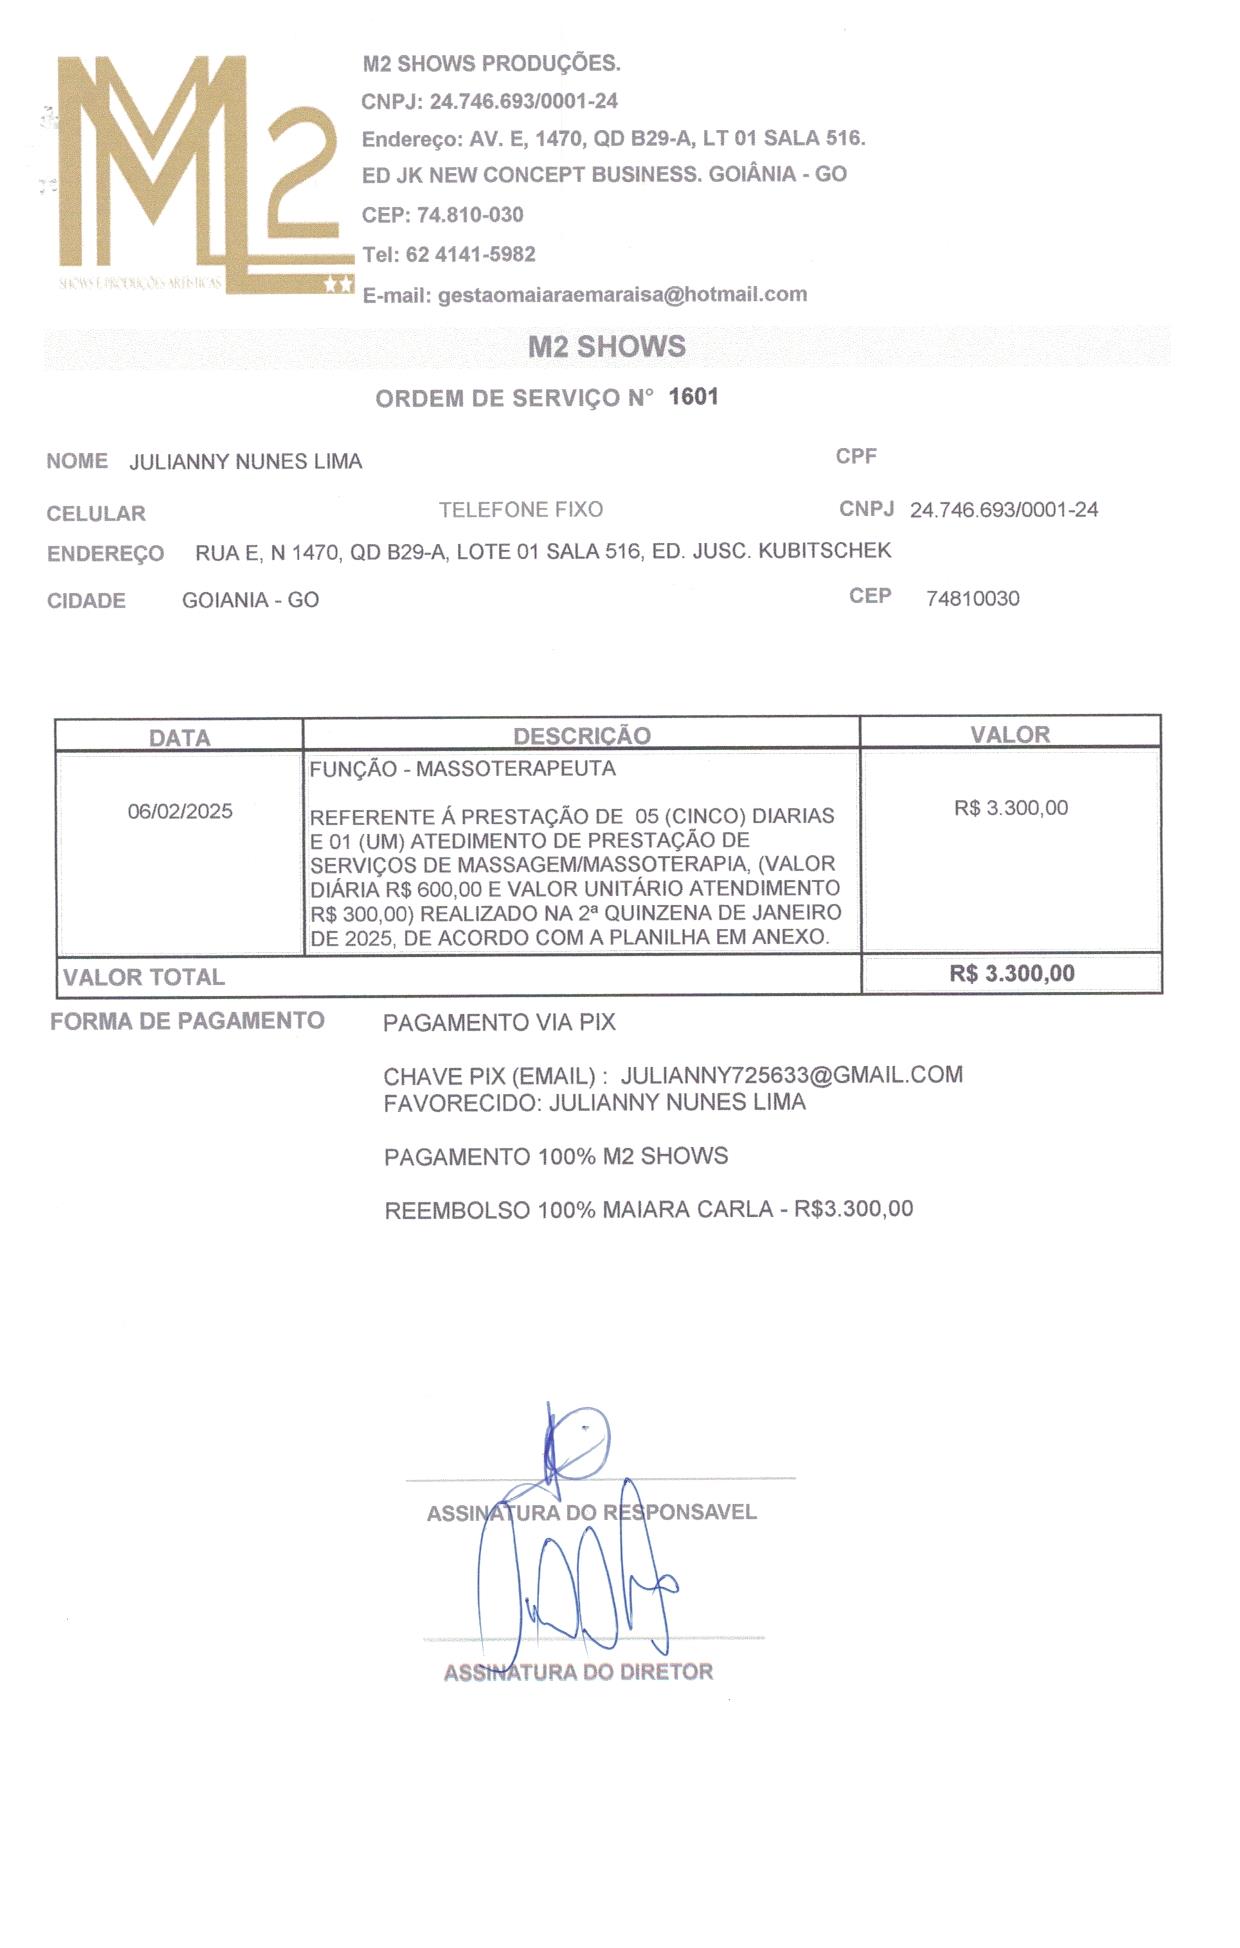 M2
SHOWS E PRODUÇÕES ARTÍSTICAS
M2 SHOWS PRODUÇÕES.
CNPJ: 24.746.693/0001-24
Endereço: AV. E, 1470, QD B29-A, LT 01 SALA 516.
ED JK NEW CONCEPT BUSINESS. GOIÂNIA - GO
CEP: 74.810-030
Tel: 62 4141-5982
E-mail: gestaomaiaraemaraisa@hotmail.com
M2 SHOWS
ORDEM DE SERVIÇO N° 1601
NOME JULIANNY NUNES LIMA CPF
CELULAR TELEFONE FIXO CNPJ 24.746.693/0001-24
ENDEREÇO RUA E, N 1470, QD B29-A, LOTE 01 SALA 516, ED. JUSC. KUBITSCHEK
CIDADE GOIANIA - GO CEP 74810030
DATA DESCRIÇÃO VALOR
FUNÇÃO - MASSOTERAPEUTA
06/02/2025 R$ 3.300,00
REFERENTE Á PRESTAÇÃO DE 05 (CINCO) DIARIAS
E 01 (UM) ATEDIMENTO DE PRESTAÇÃO DE
SERVIÇOS DE MASSAGEM/MASSOTERAPIA, (VALOR
DIÁRIA R$ 600,00 E VALOR UNITÁRIO ATENDIMENTO
R$ 300,00) REALIZADO NA 2ª QUINZENA DE JANEIRO
DE 2025, DE ACORDO COM A PLANILHA EM ANEXO.
VALOR TOTAL R$ 3.300,00
FORMA DE PAGAMENTO PAGAMENTO VIA PIX
CHAVE PIX (EMAIL) : JULIANNY725633@GMAIL.COM
FAVORECIDO: JULIANNY NUNES LIMA
PAGAMENTO 100% M2 SHOWS
REEMBOLSO 100% MAIARA CARLA - R$3.300,00
ASSINATURA DO RESPONSAVEL
ASSINATURA DO DIRETOR